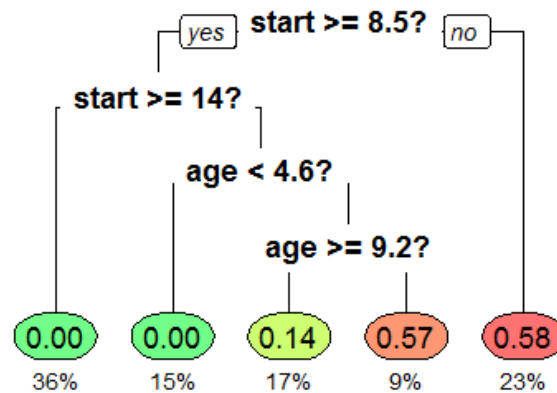 yes start >= 8.5? no
start >= 14?
age < 4.6?
age >= 9.2?
0.00 0.00 0.14 0.57 0.58
36% 15% 17% 9% 23%